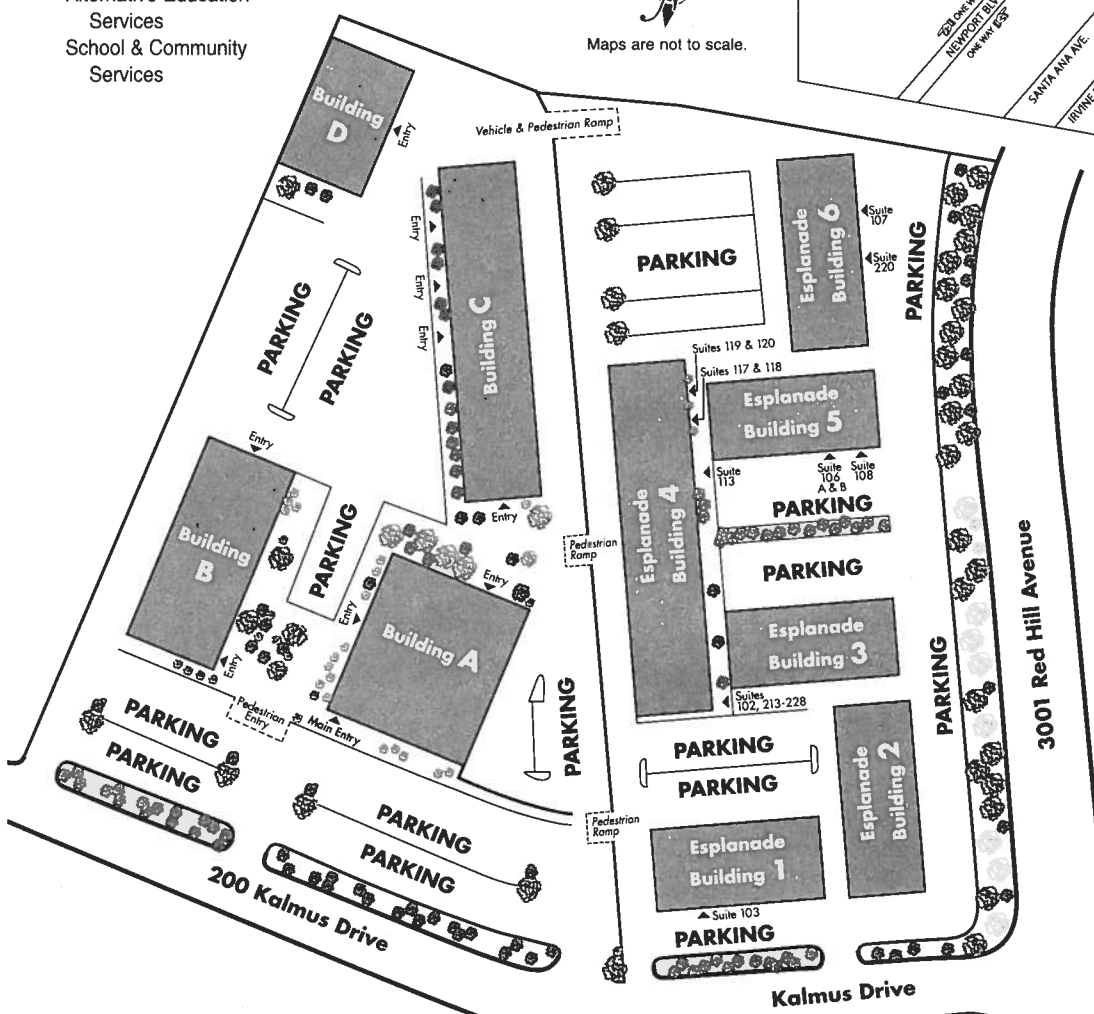 Services
School & Community
Services
Maps are not to scale.
ONE WAY
NEWPORT BLV
ONE WAY
SANTA ANA AVE.
IRVINE
Building
D
Entry
Vehicle & Pedestrian Ramp
Entry
Entry
Entry
Building C
PARKING
PARKING
PARKING
Esplanade
Building 6
Suite
107
Suite
220
PARKING
Suites 119 & 120
Suites 117 & 118
Esplanade
Building 5
Suite
113
Suite
106
A & B
Suite
108
PARKING
Entry
Building
B
Entry
PARKING
Entry
Pedestrian
Ramp
Esplanade
Building 4
PARKING
Entry
Entry
Building A
Esplanade
Building 3
Suites
102, 213-228
PARKING
3001 Red Hill Avenue
Pedestrian
Entry
Main Entry
PARKING
PARKING
PARKING
PARKING
PARKING
Esplanade
Building 2
PARKING
PARKING
Pedestrian
Ramp
Esplanade
Building 1
Suite 103
PARKING
200 Kalmus Drive
Kalmus Drive